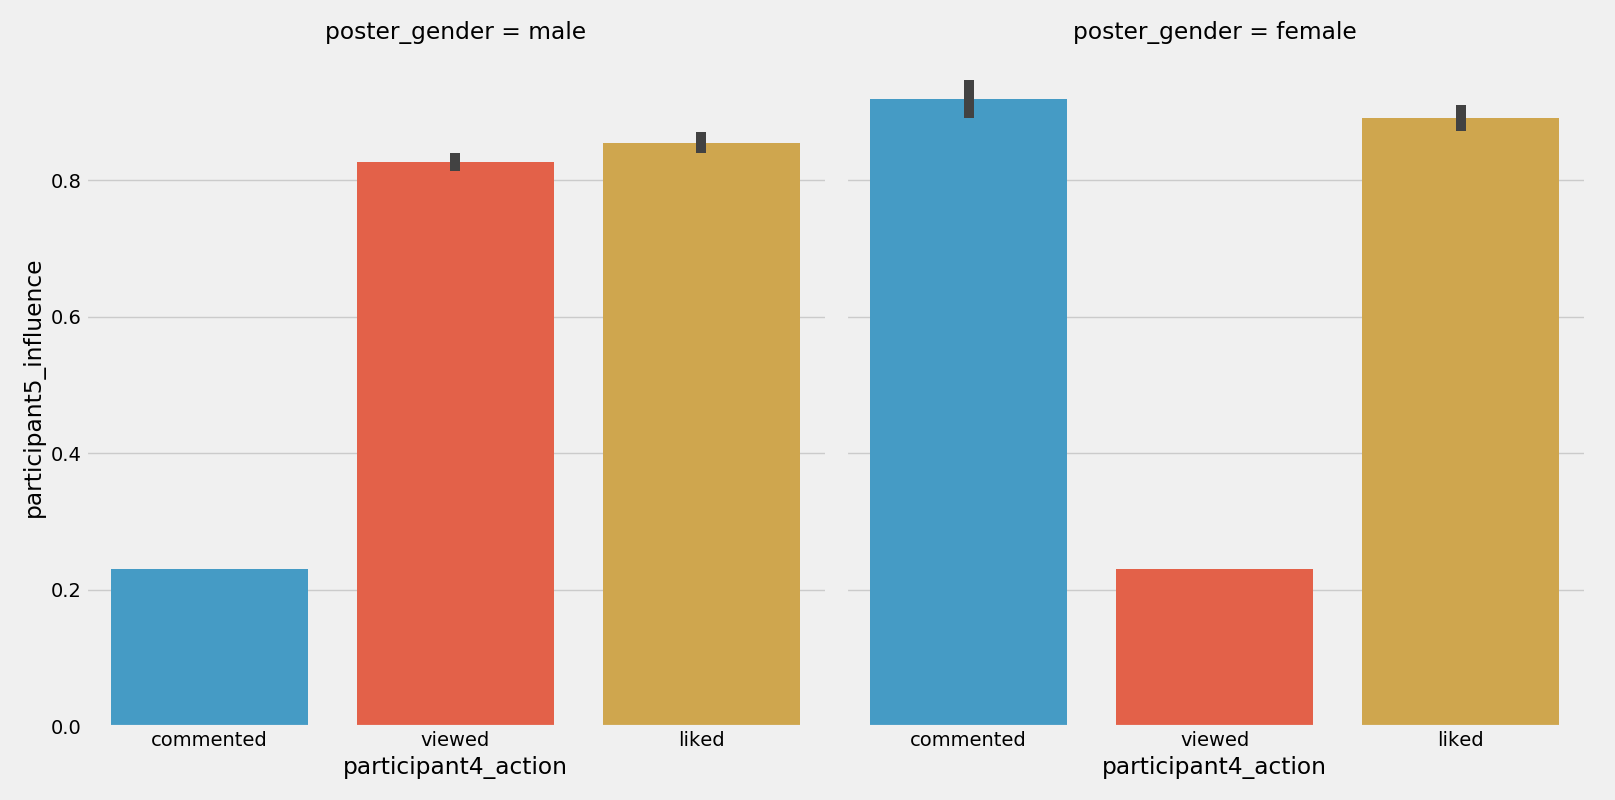 poster_gender = male
poster_gender = female
participant5_influence
0.8
0.6
0.4
0.2
0.0
commented viewed liked
commented viewed liked
participant4_action
participant4_action